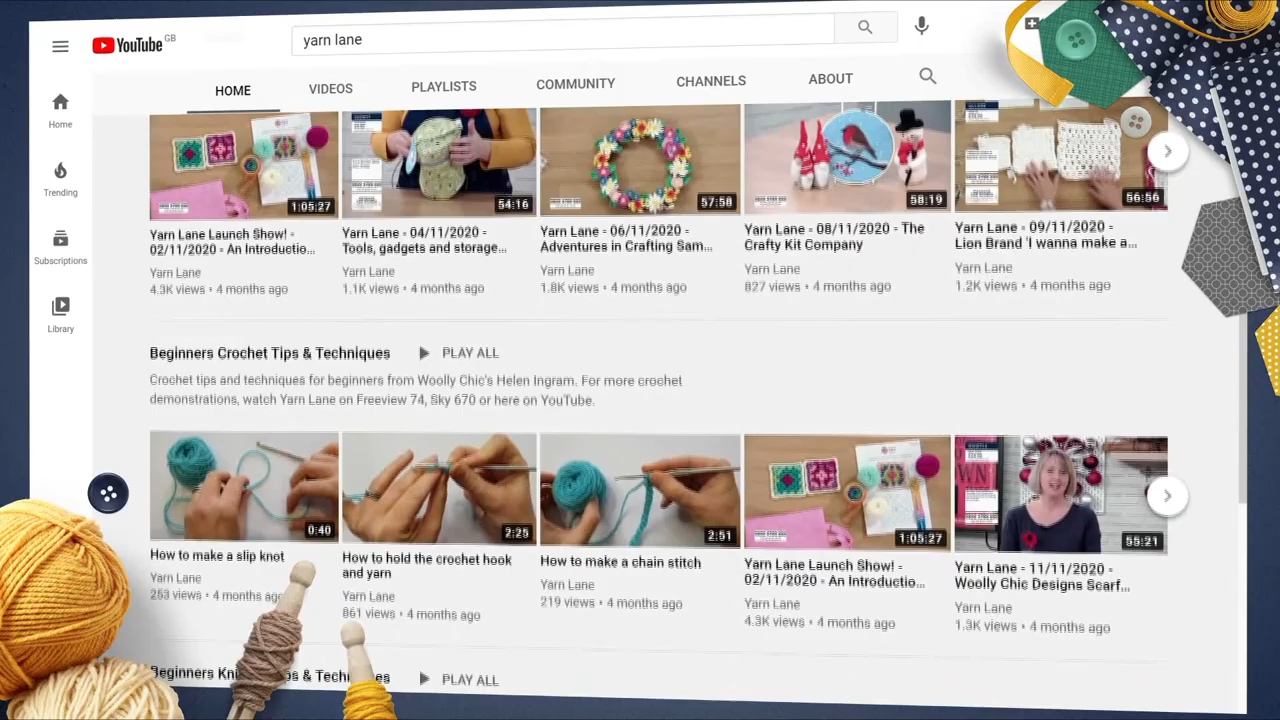 YouTube GB
yarn lane
HOME VIDEOS PLAYLISTS COMMUNITY CHANNELS ABOUT
Home
Trending
Subscriptions
Library
1:05:27
54:16
57:58
58:19
56:56
Yarn Lane Launch Show! -
02/11/2020 - An Introductio...
Yarn Lane
4.3K views • 4 months ago
Yarn Lane - 04/11/2020 -
Tools, gadgets and storage...
Yarn Lane
1.1K views • 4 months ago
Yarn Lane - 06/11/2020 -
Adventures in Crafting Sam...
Yarn Lane
1.8K views • 4 months ago
Yarn Lane - 08/11/2020 - The
Crafty Kit Company
Yarn Lane
827 views • 4 months ago
Yarn Lane - 09/11/2020 -
Lion Brand 'I wanna make a...
Yarn Lane
1.2K views • 4 months ago
Beginners Crochet Tips & Techniques PLAY ALL
Crochet tips and techniques for beginners from Woolly Chic's Helen Ingram. For more crochet
demonstrations, watch Yarn Lane on Freeview 74, Sky 670 or here on YouTube.
0:40
2:25
2:51
1:05:27
55:21
How to make a slip knot
Yarn Lane
253 views • 4 months ago
How to hold the crochet hook
and yarn
Yarn Lane
861 views • 4 months ago
How to make a chain stitch
Yarn Lane
219 views • 4 months ago
Yarn Lane Launch Show! -
02/11/2020 - An Introductio...
Yarn Lane
4.3K views • 4 months ago
Yarn Lane - 11/11/2020 -
Woolly Chic Designs Scarf...
Yarn Lane
1.3K views • 4 months ago
Beginners Kni ps & Techniques PLAY ALL